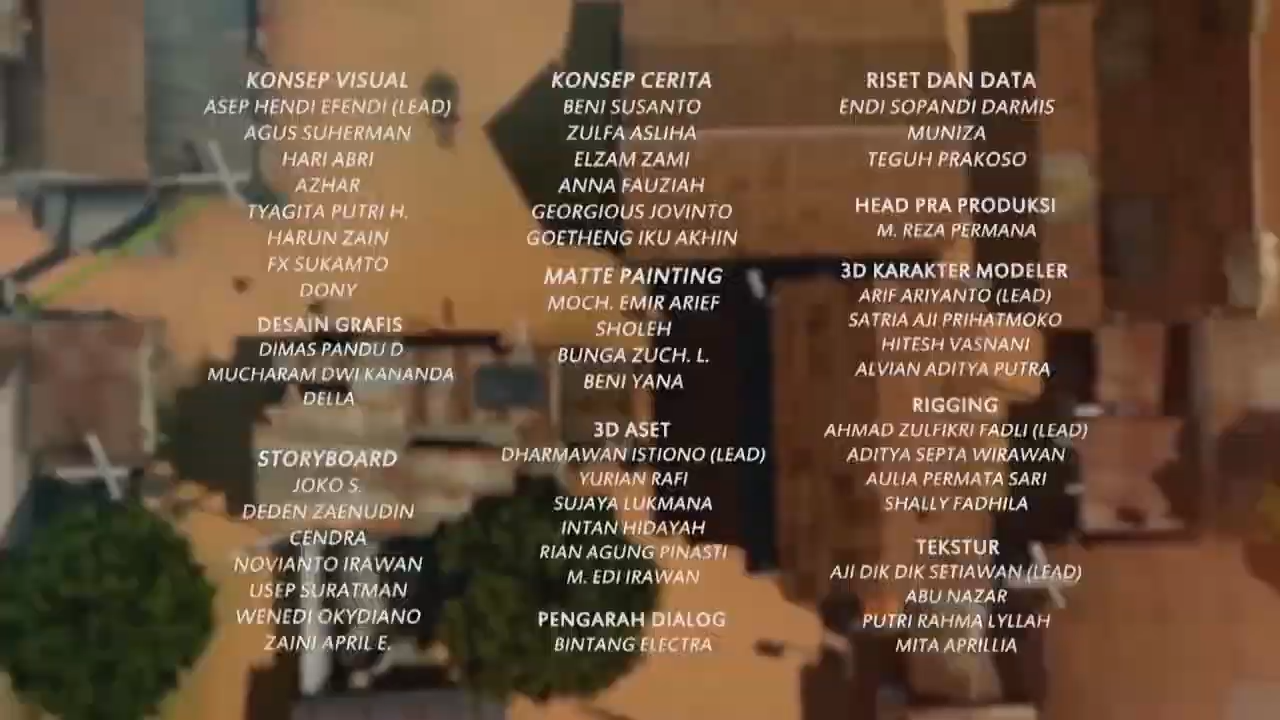 KONSEP VISUAL
ASEP HENDI EFENDI (LEAD)
AGUS SUHERMAN
HARI ABRI
AZHAR
TYAGITA PUTRI H.
HARUN ZAIN
FX SUKAMTO
DONY
DESAIN GRAFIS
DIMAS PANDU D
MUCHARAM DWI KANANDA
DELLA
STORYBOARD
JOKO S.
DEDEN ZAENUDIN
CENDRA
NOVIANTO IRAWAN
USEP SURATMAN
WENEDI OKYDIANO
ZAINI APRIL E.
KONSEP CERITA
BENI SUSANTO
ZULFA ASLIHA
ELZAM ZAMI
ANNA FAUZIAH
GEORGIOUS JOVINTO
GOETHENG IKU AKHIN
MATTE PAINTING
MOCH. EMIR ARIEF
SHOLEH
BUNGA ZUCH. L.
BENI YANA
3D ASET
DHARMAWAN ISTIONO (LEAD)
YURIAN RAFI
SUJAYA LUKMANA
INTAN HIDAYAH
RIAN AGUNG PINASTI
M. EDI IRAWAN
PENGARAH DIALOG
BINTANG ELECTRA
RISET DAN DATA
ENDI SOPANDI DARMIS
MUNIZA
TEGUH PRAKOSO
HEAD PRA PRODUKSI
M. REZA PERMANA
3D KARAKTER MODELER
ARIF ARIYANTO (LEAD)
SATRIA AJI PRIHATMOKO
HITESH VASNANI
ALVIAN ADITYA PUTRA
RIGGING
AHMAD ZULFIKRI FADLI (LEAD)
ADITYA SEPTA WIRAWAN
AULIA PERMATA SARI
SHALLY FADHILA
TEKSTUR
AJI DIK DIK SETIAWAN (LEAD)
ABU NAZAR
PUTRI RAHMA LYLLAH
MITA APRILLIA